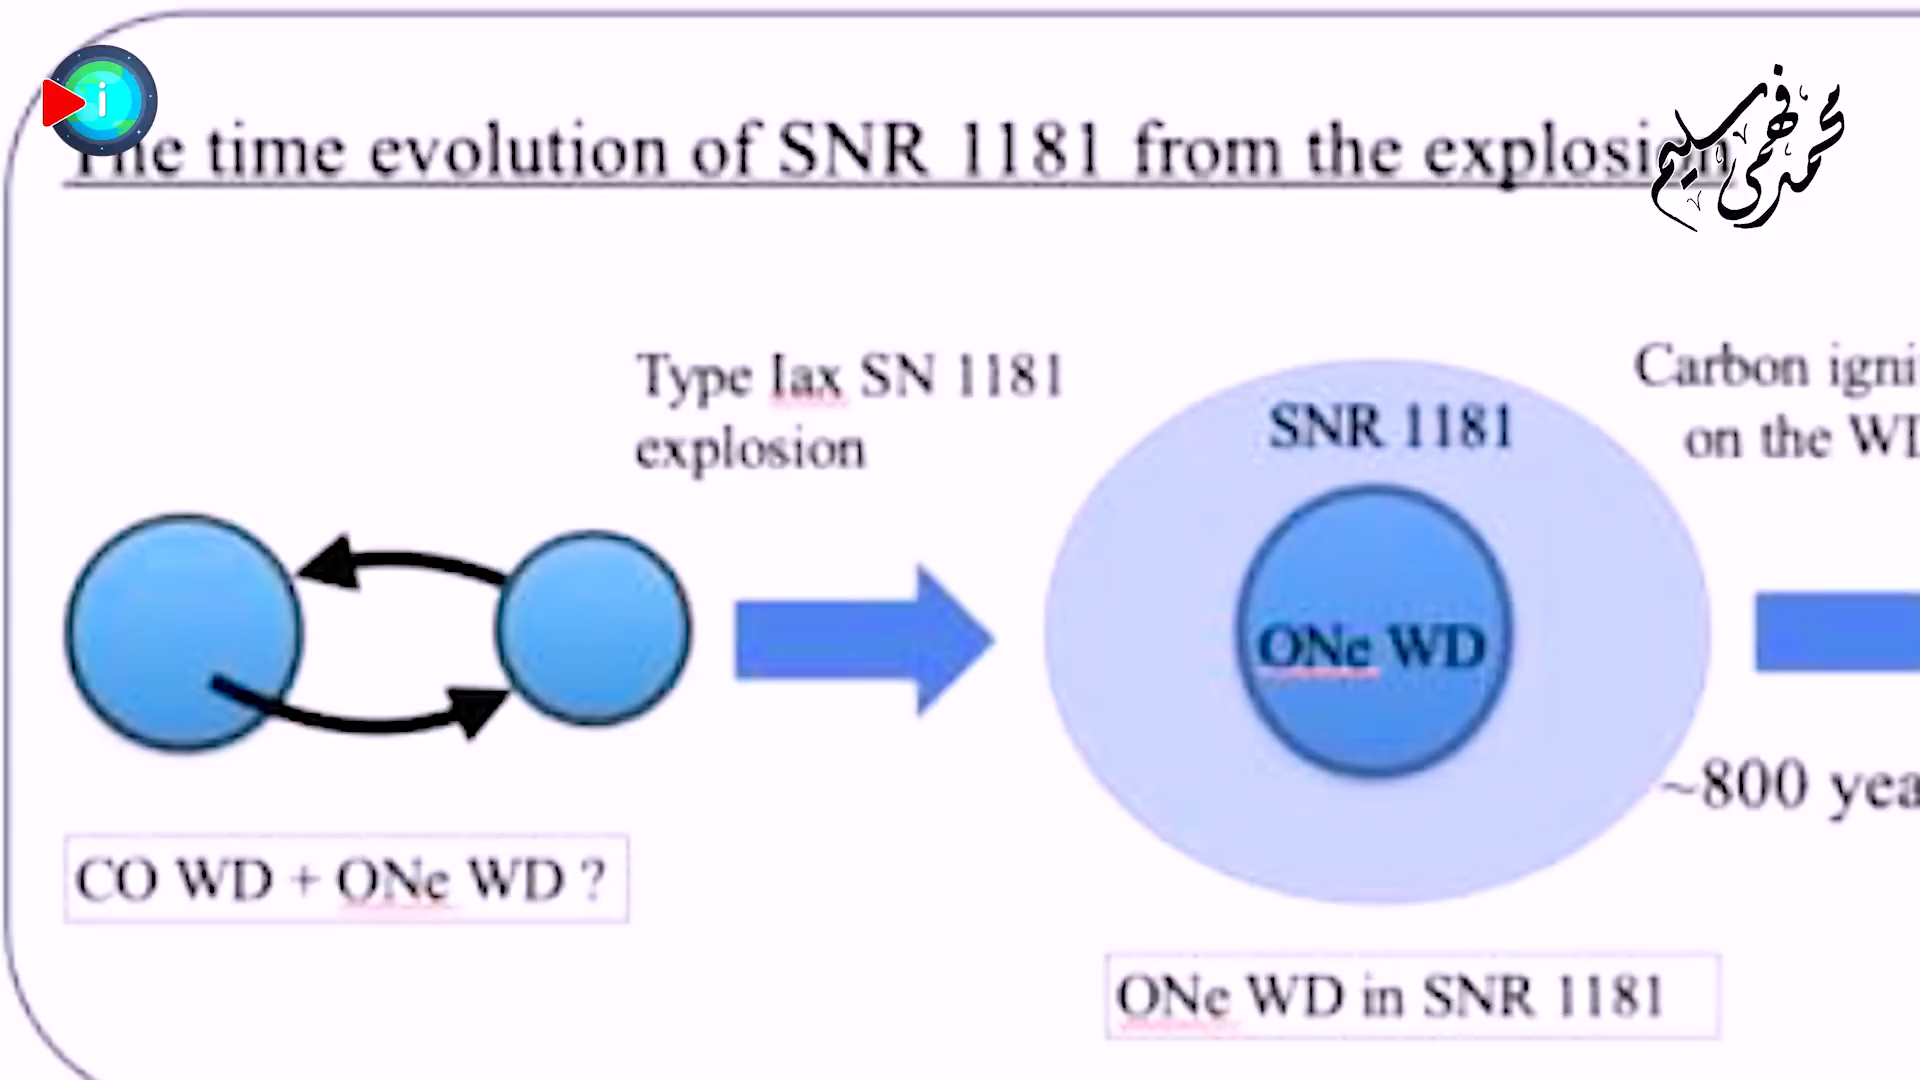 i
The time evolution of SNR 1181 from the explosion
محمد فهمي سليم
Type Iax SN 1181
explosion
SNR 1181
ONe WD
Carbon igni
on the WD
~800 yea
CO WD + ONe WD ?
ONe WD in SNR 1181